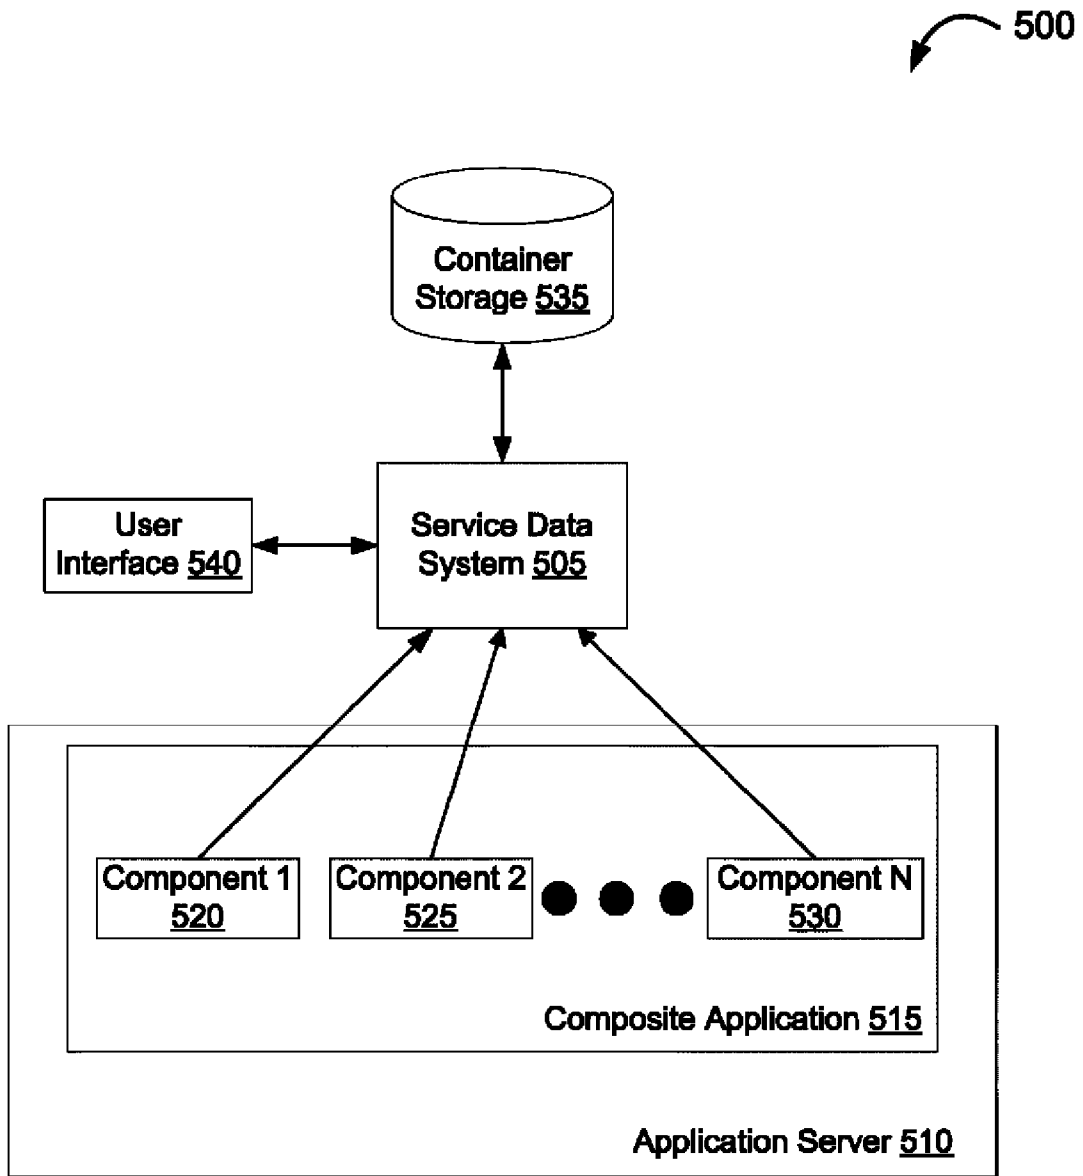 500
Container
Storage 535
User
Interface 540
Service Data
System 505
Component 1
520
Component 2
525
Component N
530
Composite Application 515
Application Server 510